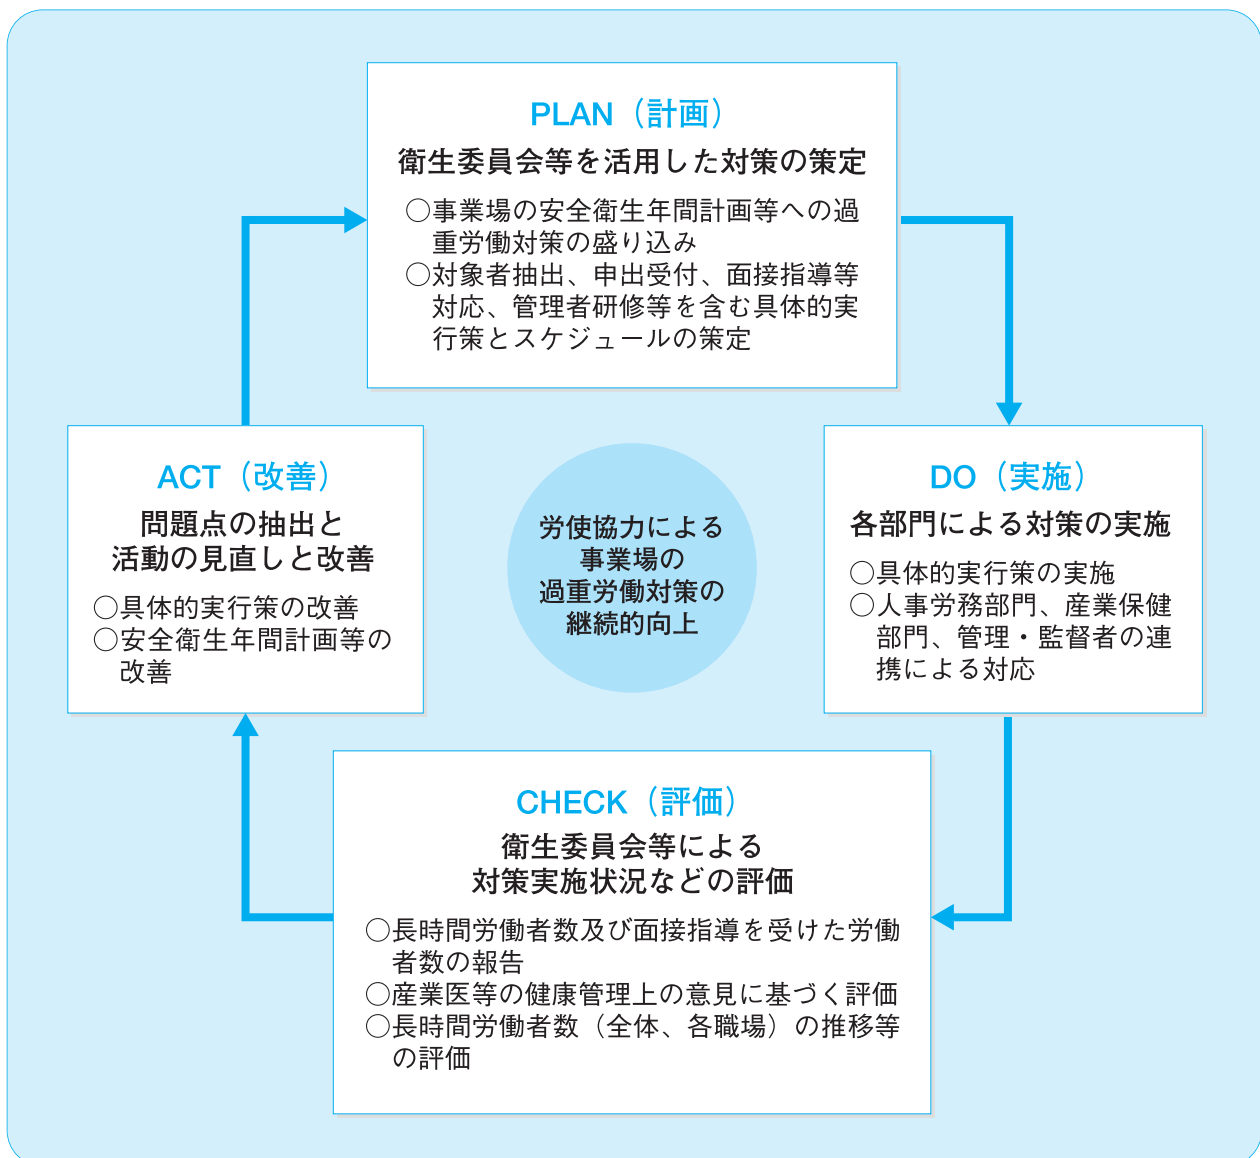 PLAN（計画）
衛生委員会等を活用した対策の策定
○事業場の安全衛生年間計画等への過
重労働対策の盛り込み
○対象者抽出、申出受付、面接指導等
対応、管理者研修等を含む具体的実
行策とスケジュールの策定
DO（実施）
各部門による対策の実施
○具体的実行策の実施
○人事労務部門、産業保健
部門、管理・監督者の連
携による対応
CHECK（評価）
衛生委員会等による
対策実施状況などの評価
○長時間労働者数及び面接指導を受けた労働
者数の報告
○産業医等の健康管理上の意見に基づく評価
○長時間労働者数（全体、各職場）の推移等
の評価
ACT（改善）
問題点の抽出と
活動の見直しと改善
○具体的実行策の改善
○安全衛生年間計画等の
改善
労使協力による
事業場の
過重労働対策の
継続的向上